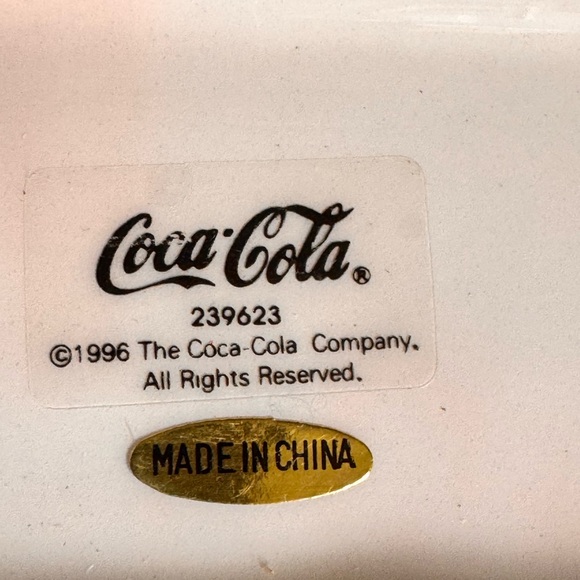 Coca-Cola®
239623
©1996 The Coca-Cola Company.
All Rights Reserved.
MADE IN CHINA